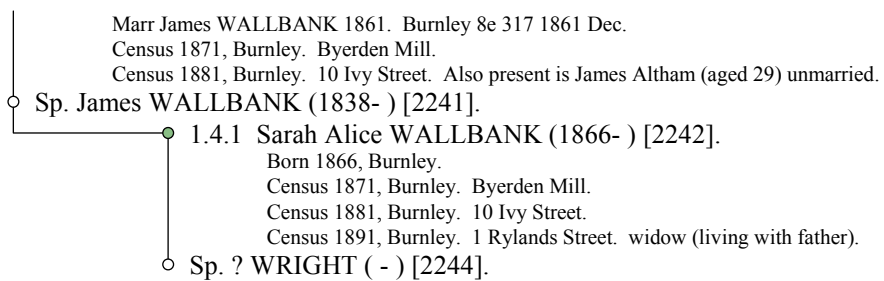 Marr James WALLBANK 1861. Burnley 8e 317 1861 Dec.
Census 1871, Burnley. Byerden Mill.
Census 1881, Burnley. 10 Ivy Street. Also present is James Altham (aged 29) unmarried.
Sp. James WALLBANK (1838- ) [2241].
1.4.1 Sarah Alice WALLBANK (1866- ) [2242].
Born 1866, Burnley.
Census 1871, Burnley. Byerden Mill.
Census 1881, Burnley. 10 Ivy Street.
Census 1891, Burnley. 1 Rylands Street. widow (living with father).
Sp. ? WRIGHT ( - ) [2244].